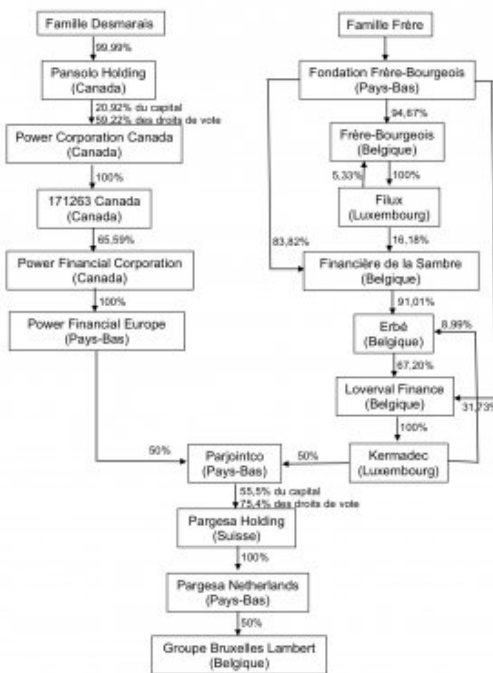 Famille Desmarais
99,99%
Pansolo Holding
(Canada)
20,92% du capital
59,22% des droits de vote
Power Corporation Canada
(Canada)
100%
171263 Canada
(Canada)
65,59%
Power Financial Corporation
(Canada)
100%
Power Financial Europe
(Pays-Bas)
50%
Famille Frère
Fondation Frère-Bourgeois
(Pays-Bas)
94,67%
Frère-Bourgeois
(Belgique)
5,33%
100%
Filux
(Luxembourg)
83,82%
16,18%
Financière de la Sambre
(Belgique)
91,01%
Erbé
(Belgique)
8,99%
67,20%
Loverval Finance
(Belgique)
31,73%
100%
Kermadec
(Luxembourg)
50%
Parjointco
(Pays-Bas)
55,5% du capital
75,4% des droits de vote
Pargesa Holding
(Suisse)
100%
Pargesa Netherlands
(Pays-Bas)
50%
Groupe Bruxelles Lambert
(Belgique)